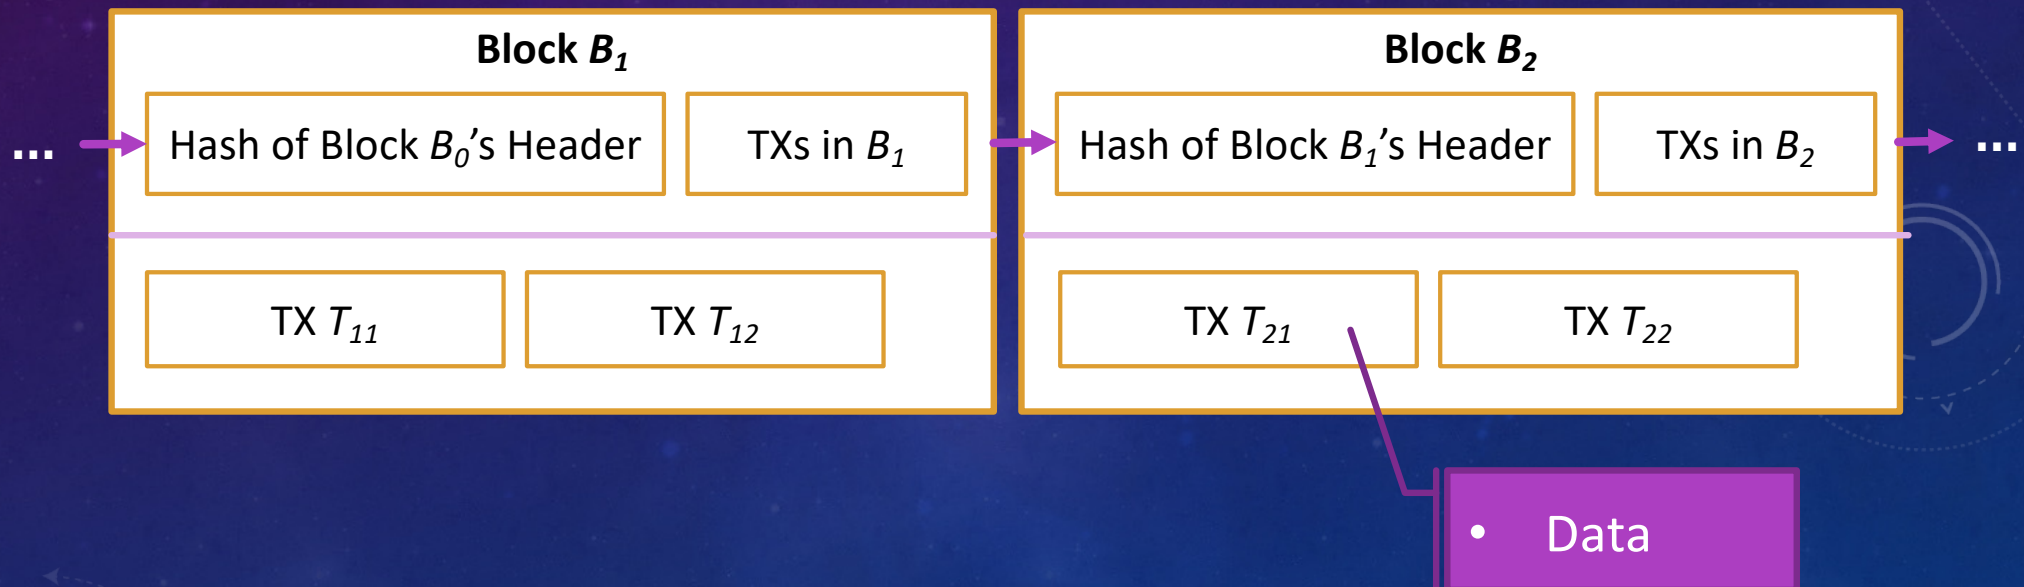 Block B₁
Block B₂
... Hash of Block B₀’s Header TXs in B₁ Hash of Block B₁’s Header TXs in B₂ ...
TX T₁₁ TX T₁₂ TX T₂₁ TX T₂₂
• Data